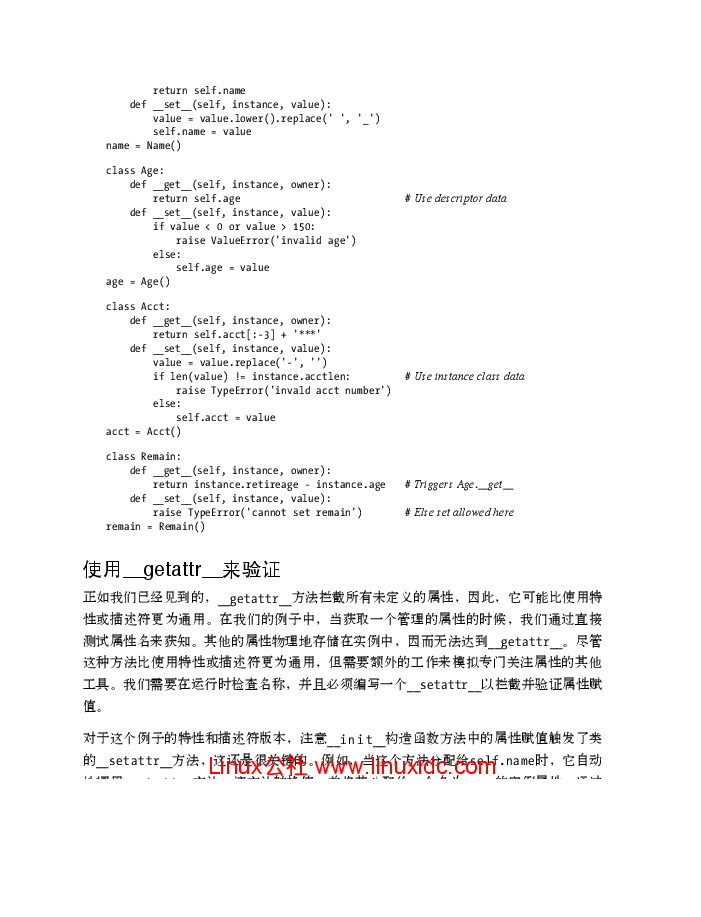 return self.name
    def __set__(self, instance, value):
        value = value.lower().replace(' ', '_')
        self.name = value
name = Name()
class Age:
    def __get__(self, instance, owner):
        return self.age # Use descriptor data
    def __set__(self, instance, value):
        if value < 0 or value > 150:
            raise ValueError('invalid age')
        else:
            self.age = value
age = Age()
class Acct:
    def __get__(self, instance, owner):
        return self.acct[:-3] + '***'
    def __set__(self, instance, value):
        value = value.replace('-', '')
        if len(value) != instance.acctlen: # Use instance class data
            raise TypeError('invald acct number')
        else:
            self.acct = value
acct = Acct()
class Remain:
    def __get__(self, instance, owner):
        return instance.retireage - instance.age # Triggers Age.__get__
    def __set__(self, instance, value):
        raise TypeError('cannot set remain') # Else set allowed here
remain = Remain()
使用__getattr__来验证
正如我们已经见到的，__getattr__方法拦截所有未定义的属性，因此，它可能比使用特
性或描述符更为通用。在我们的例子中，当获取一个管理的属性的时候，我们通过直接
测试属性名来获知。其他的属性物理地存储在实例中，因而无法达到__getattr__。尽管
这种方法比使用特性或描述符更为通用，但需要额外的工作来模拟专门关注属性的其他
工具。我们需要在运行时检查名称，并且必须编写一个__setattr__以拦截并验证属性赋
值。
对于这个例子的特性和描述符版本，注意__init__构造函数方法中的属性赋值触发了类
的__setattr__方法，这还是很关键的。例如，当这个方法分配给self.name时，它自动
Linux公社 www.linuxidc.com